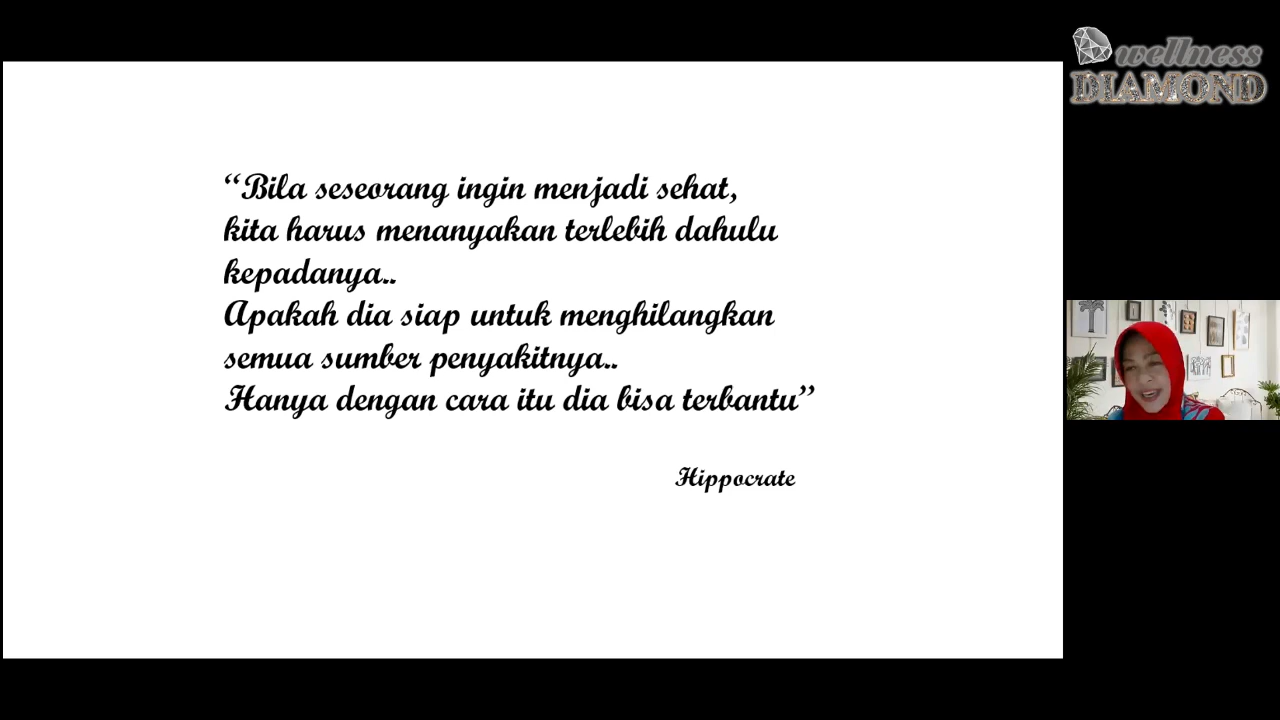 “Bila seseorang ingin menjadi sehat,
kita harus menanyakan terlebih dahulu
kepadanya..
Apakah dia siap untuk menghilangkan
semua sumber penyakitnya..
Hanya dengan cara itu dia bisa terbantu”
Hippocrate
wellness
DIAMOND